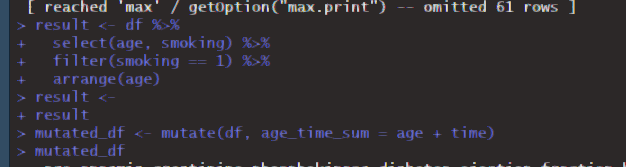 [ reached 'max' / getOption("max.print") -- omitted 61 rows ]
> result <- df %>%
+   select(age, smoking) %>%
+   filter(smoking == 1) %>%
+   arrange(age)
> result <-
+ result
> mutated_df <- mutate(df, age_time_sum = age + time)
> mutated_df